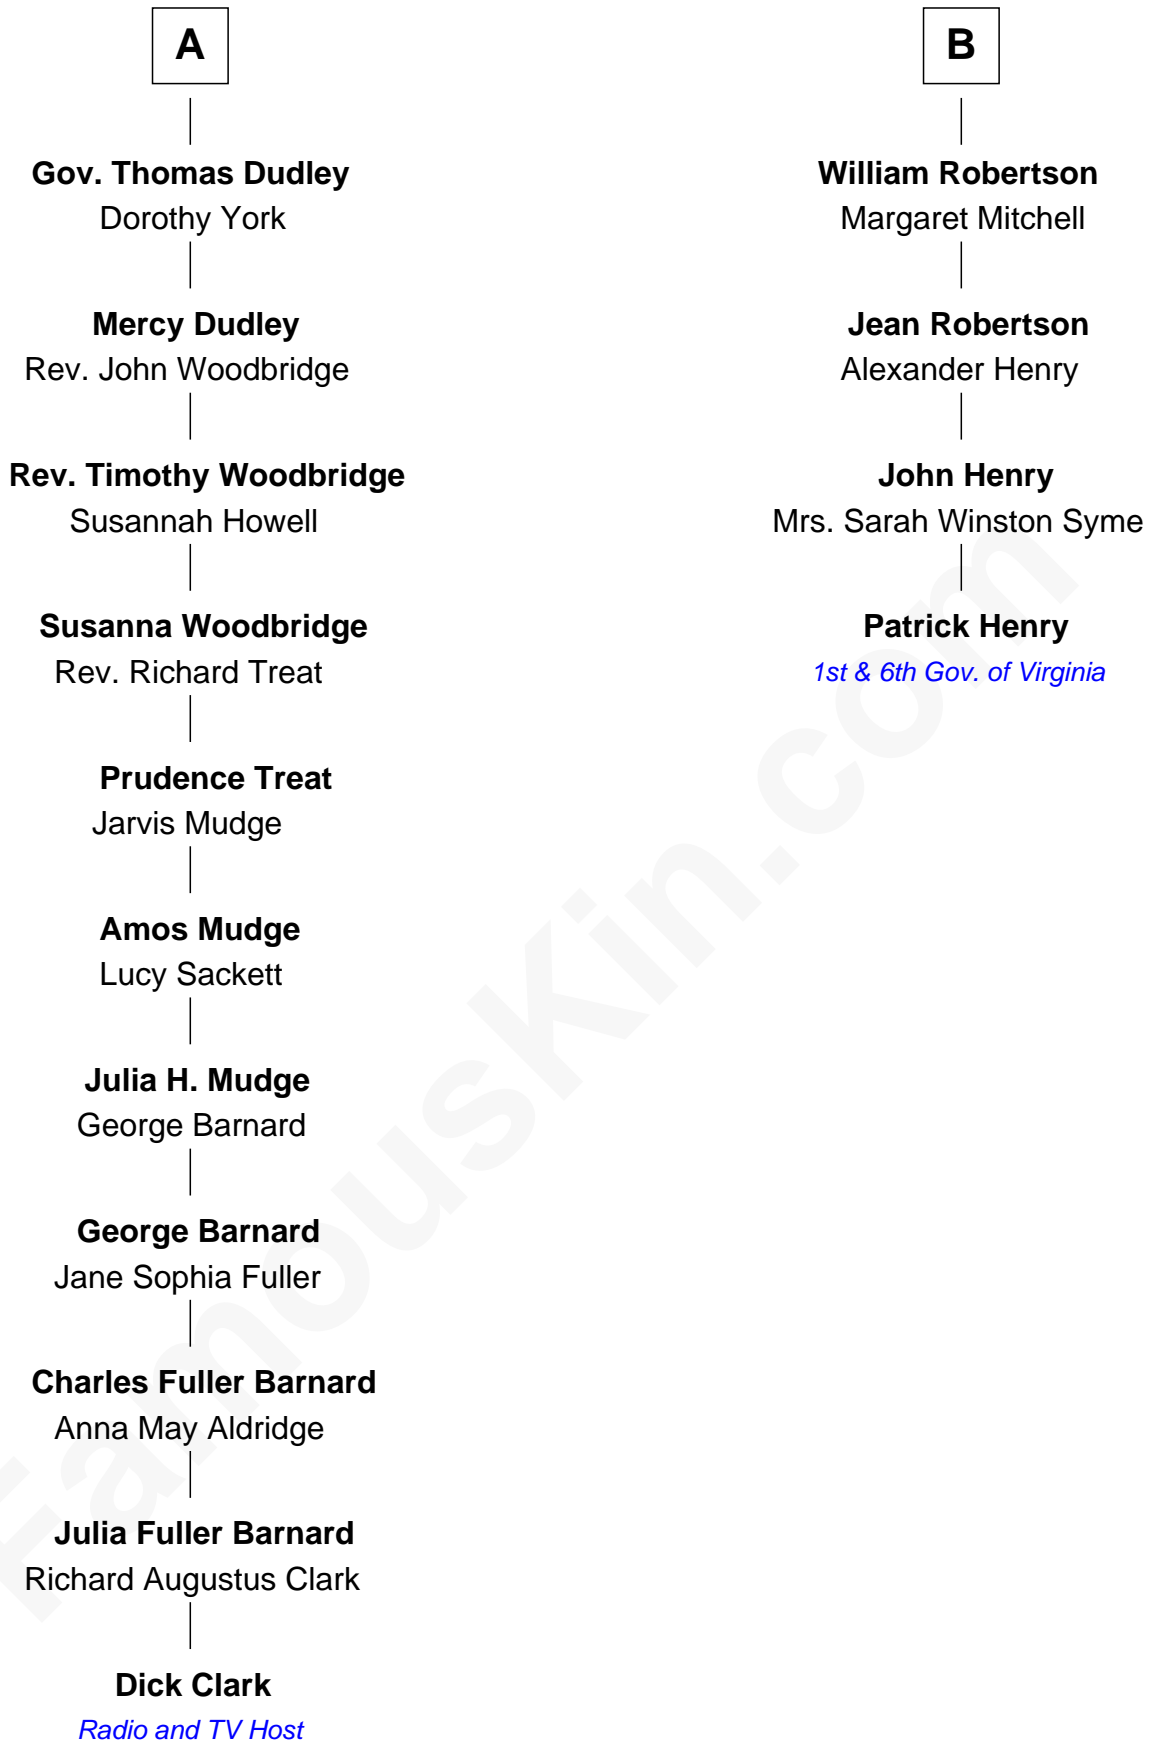 A
Gov. Thomas Dudley
Dorothy York
Mercy Dudley
Rev. John Woodbridge
Rev. Timothy Woodbridge
Susannah Howell
Susanna Woodbridge
Rev. Richard Treat
Prudence Treat
Jarvis Mudge
Amos Mudge
Lucy Sackett
Julia H. Mudge
George Barnard
George Barnard
Jane Sophia Fuller
Charles Fuller Barnard
Anna May Aldridge
Julia Fuller Barnard
Richard Augustus Clark
Dick Clark
Radio and TV Host
B
William Robertson
Margaret Mitchell
Jean Robertson
Alexander Henry
John Henry
Mrs. Sarah Winston Syme
Patrick Henry
1st & 6th Gov. of Virginia
FamousKin.com